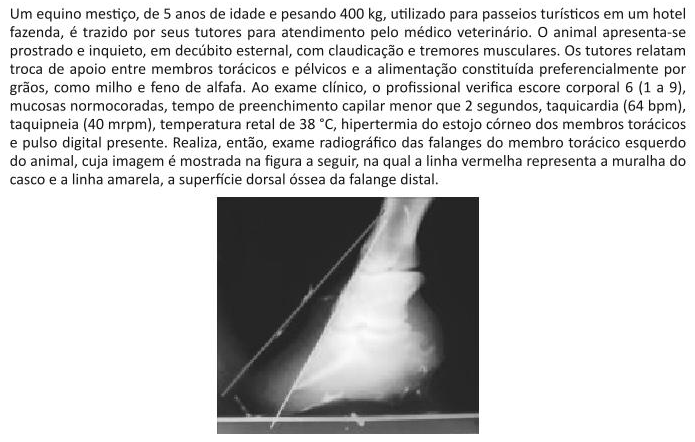 Um equino mestiço, de 5 anos de idade e pesando 400 kg, utilizado para passeios turísticos em um hotel
fazenda, é trazido por seus tutores para atendimento pelo médico veterinário. O animal apresenta-se
prostrado e inquieto, em decúbito esternal, com claudicação e tremores musculares. Os tutores relatam
troca de apoio entre membros torácicos e pélvicos e a alimentação constituída preferencialmente por
grãos, como milho e feno de alfafa. Ao exame clínico, o profissional verifica escore corporal 6 (1 a 9),
mucosas normocoradas, tempo de preenchimento capilar menor que 2 segundos, taquicardia (64 bpm),
taquipneia (40 mrpm), temperatura retal de 38 °C, hipertermia do estojo córneo dos membros torácicos
e pulso digital presente. Realiza, então, exame radiográfico das falanges do membro torácico esquerdo
do animal, cuja imagem é mostrada na figura a seguir, na qual a linha vermelha representa a muralha do
casco e a linha amarela, a superfície dorsal óssea da falange distal.